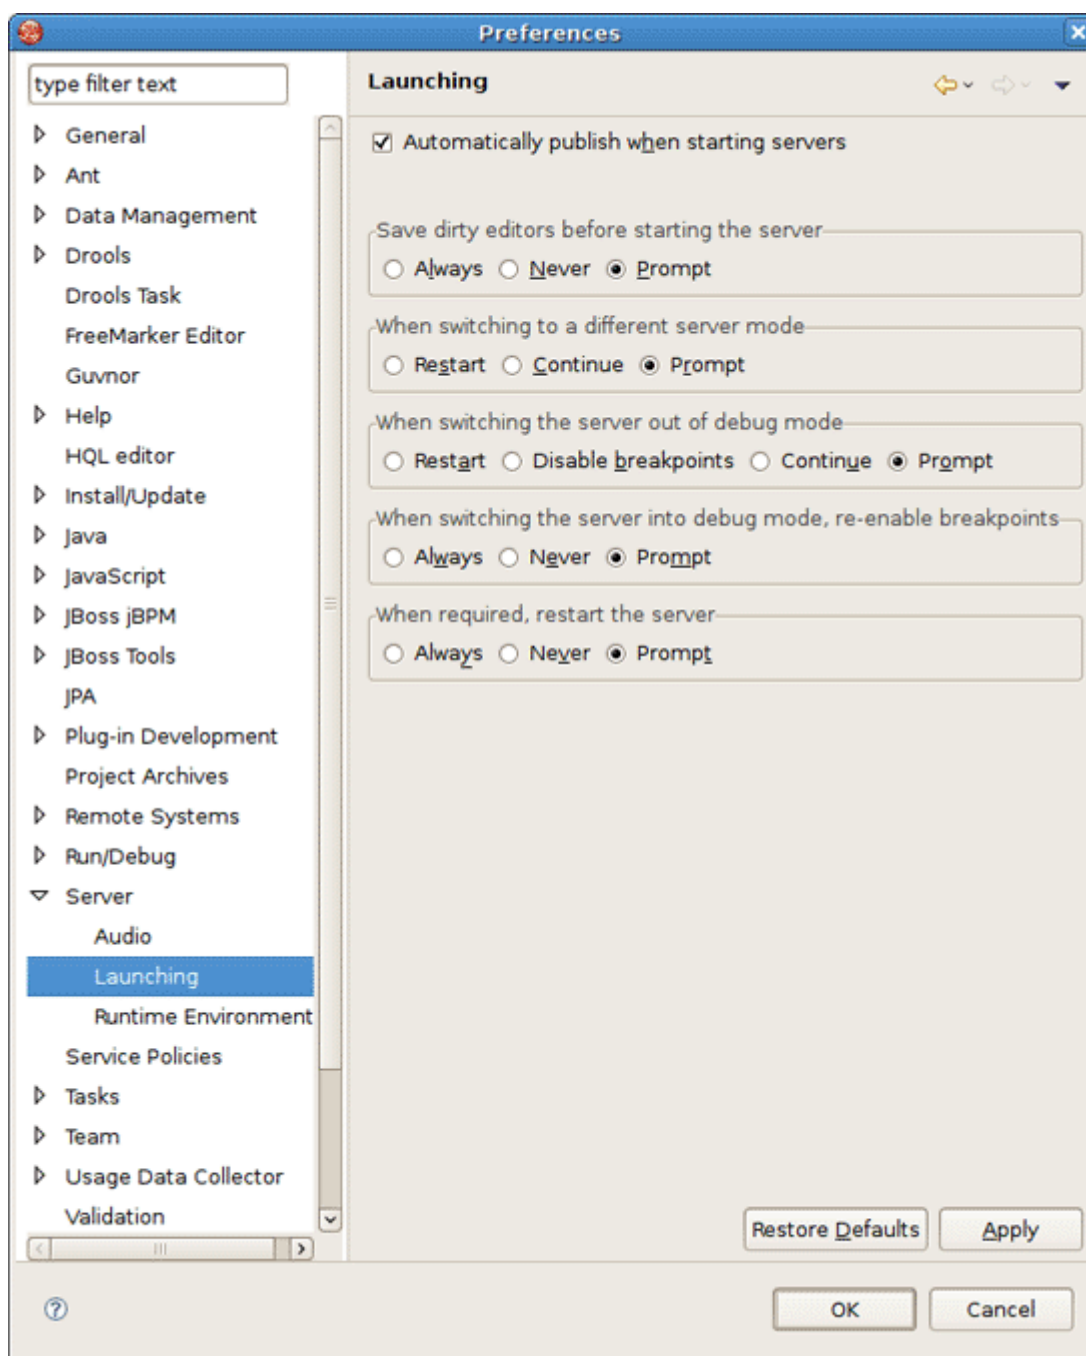 Preferences
type filter text
General
Ant
Data Management
Drools
Drools Task
FreeMarker Editor
Guvnor
Help
HQL editor
Install/Update
Java
JavaScript
JBoss jBPM
JBoss Tools
JPA
Plug-in Development
Project Archives
Remote Systems
Run/Debug
Server
Audio
Launching
Runtime Environment
Service Policies
Tasks
Team
Usage Data Collector
Validation
Launching
Automatically publish when starting servers
Save dirty editors before starting the server
Always Never Prompt
When switching to a different server mode
Restart Continue Prompt
When switching the server out of debug mode
Restart Disable breakpoints Continue Prompt
When switching the server into debug mode, re-enable breakpoints
Always Never Prompt
When required, restart the server
Always Never Prompt
Restore Defaults Apply
OK Cancel